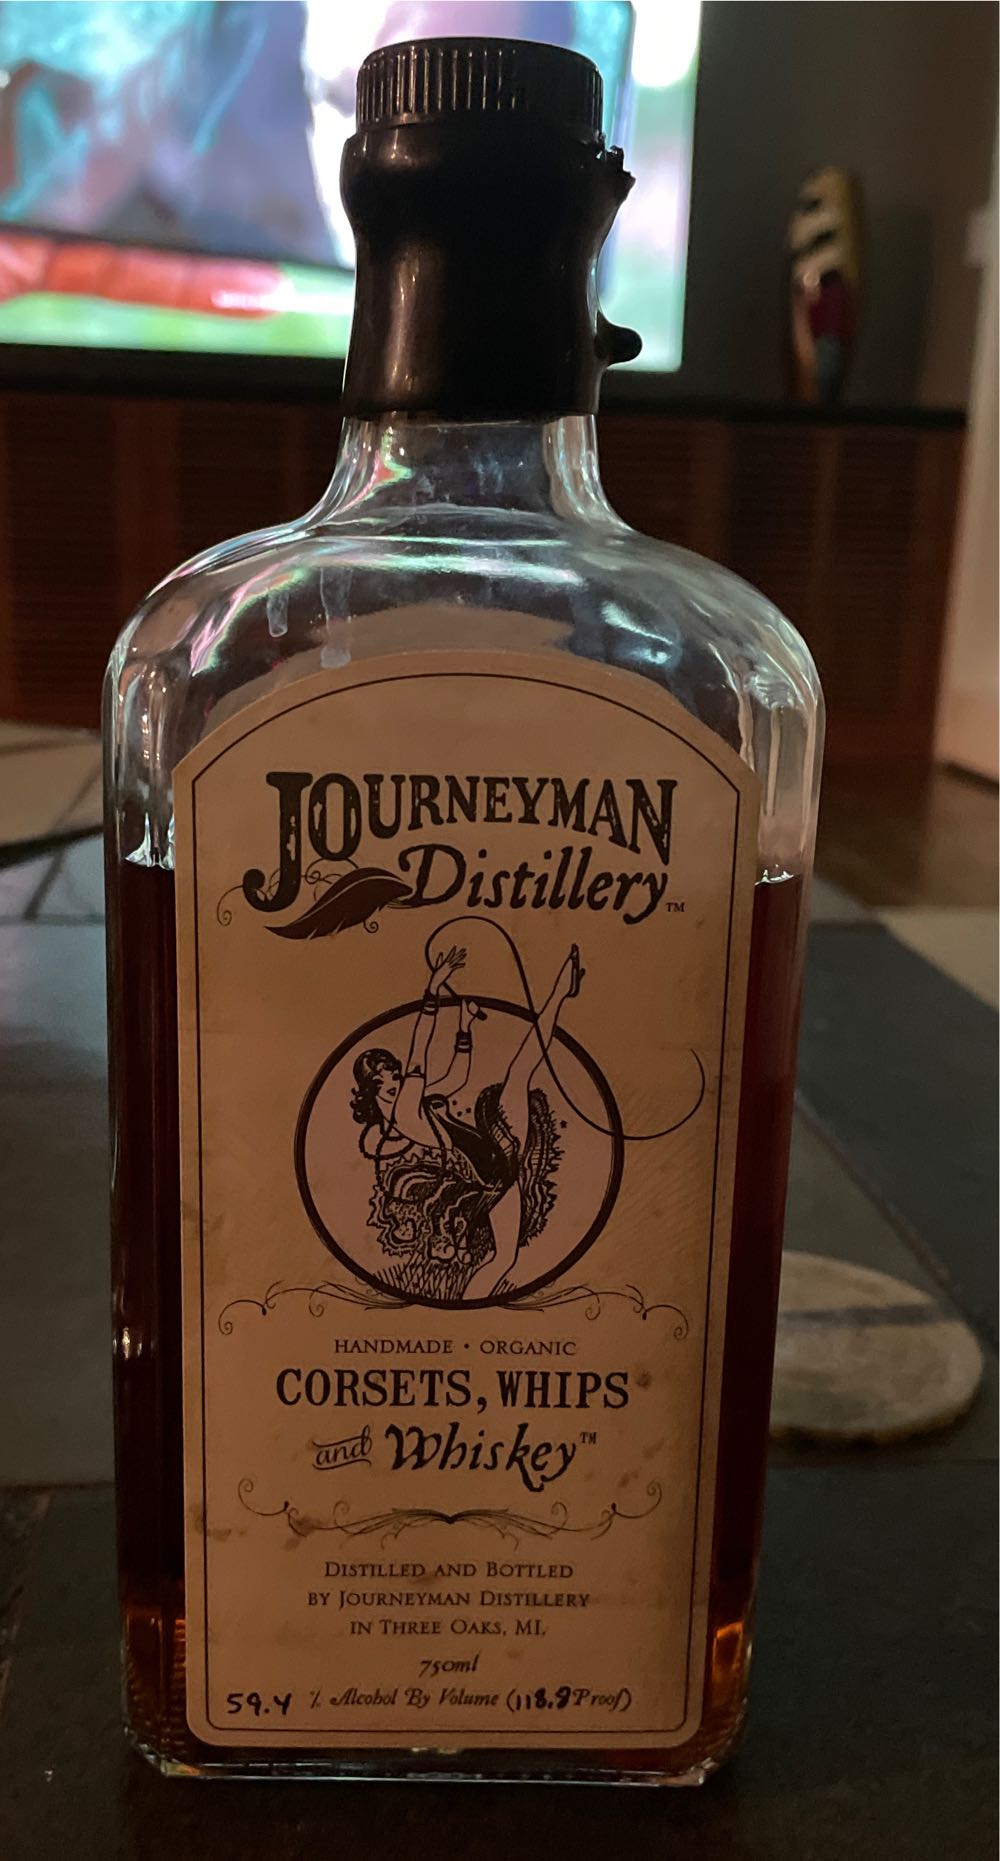 JOURNEYMAN
Distillery™
HANDMADE • ORGANIC
CORSETS, WHIPS
and Whiskey™
DISTILLED AND BOTTLED
BY JOURNEYMAN DISTILLERY
IN THREE OAKS, MI.
750ml
59.4 % Alcohol By Volume (118.8 Proof)